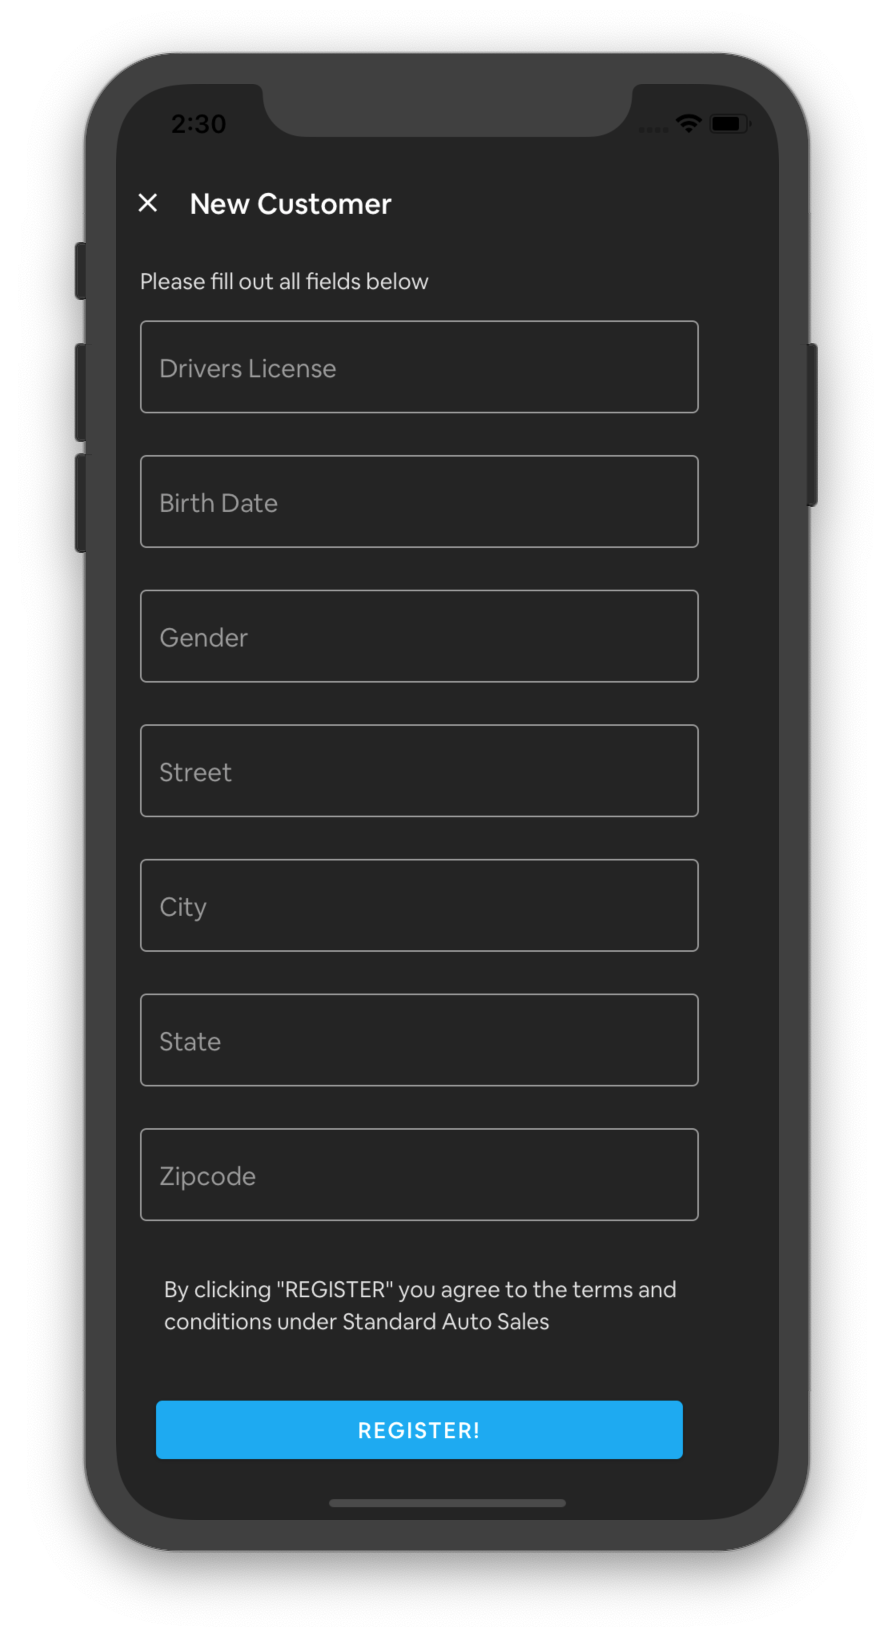 2:30
New Customer
Please fill out all fields below
Drivers License
Birth Date
Gender
Street
City
State
Zipcode
By clicking "REGISTER" you agree to the terms and
conditions under Standard Auto Sales
REGISTER!